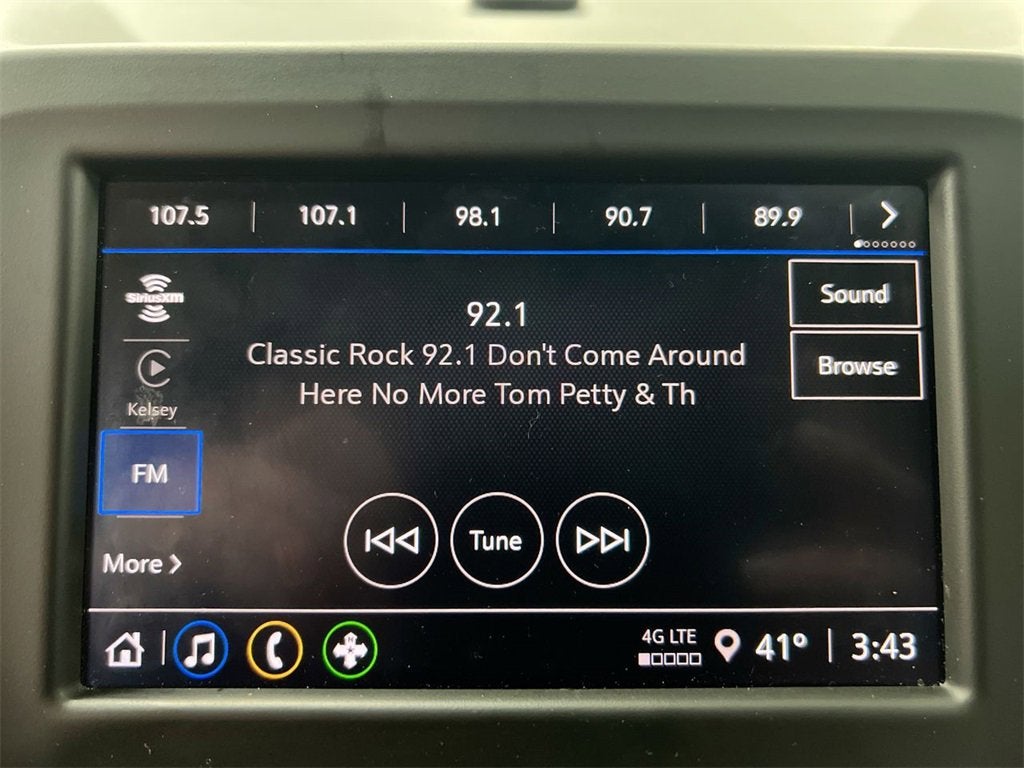 107.5 107.1 98.1 90.7 89.9
SiriusXM
Kelsey
FM
More
92.1
Classic Rock 92.1 Don't Come Around
Here No More Tom Petty & Th
Sound
Browse
Tune
4G LTE
41° 3:43